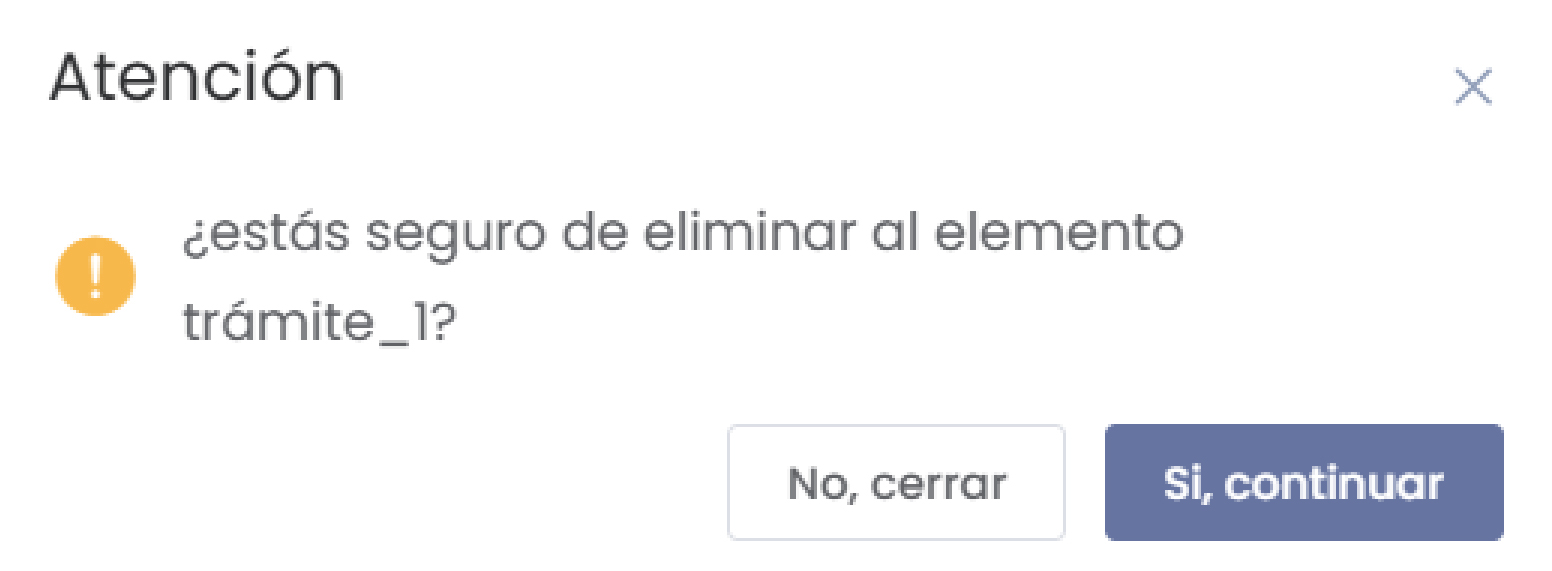 Atención
¿estás seguro de eliminar al elemento
trámite_1?
No, cerrar
Si, continuar